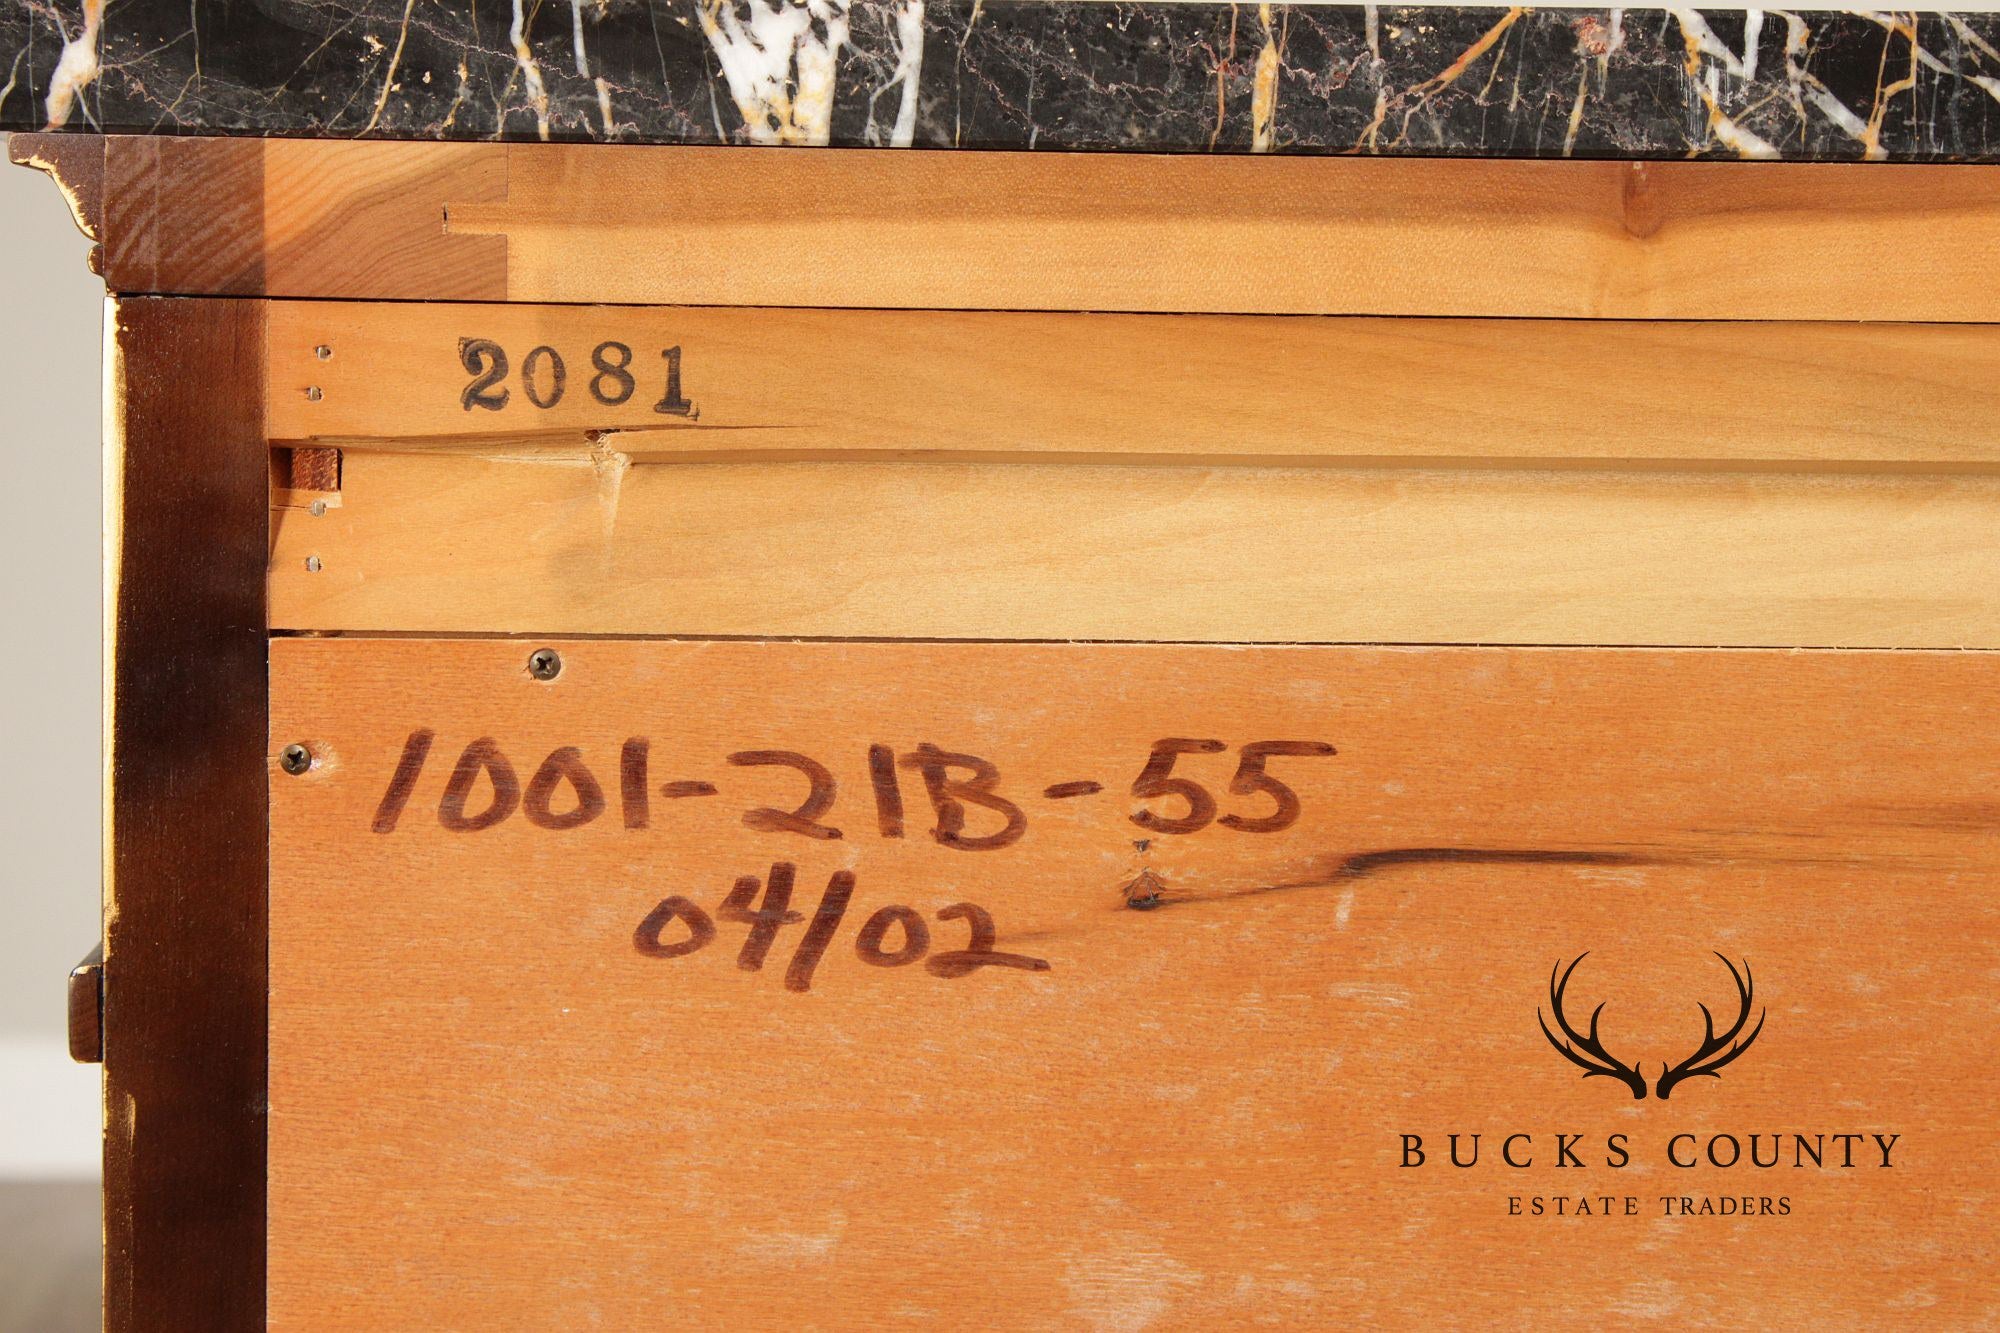 2081
1001-21B-55
04/02
BUCKS COUNTY
ESTATE TRADERS